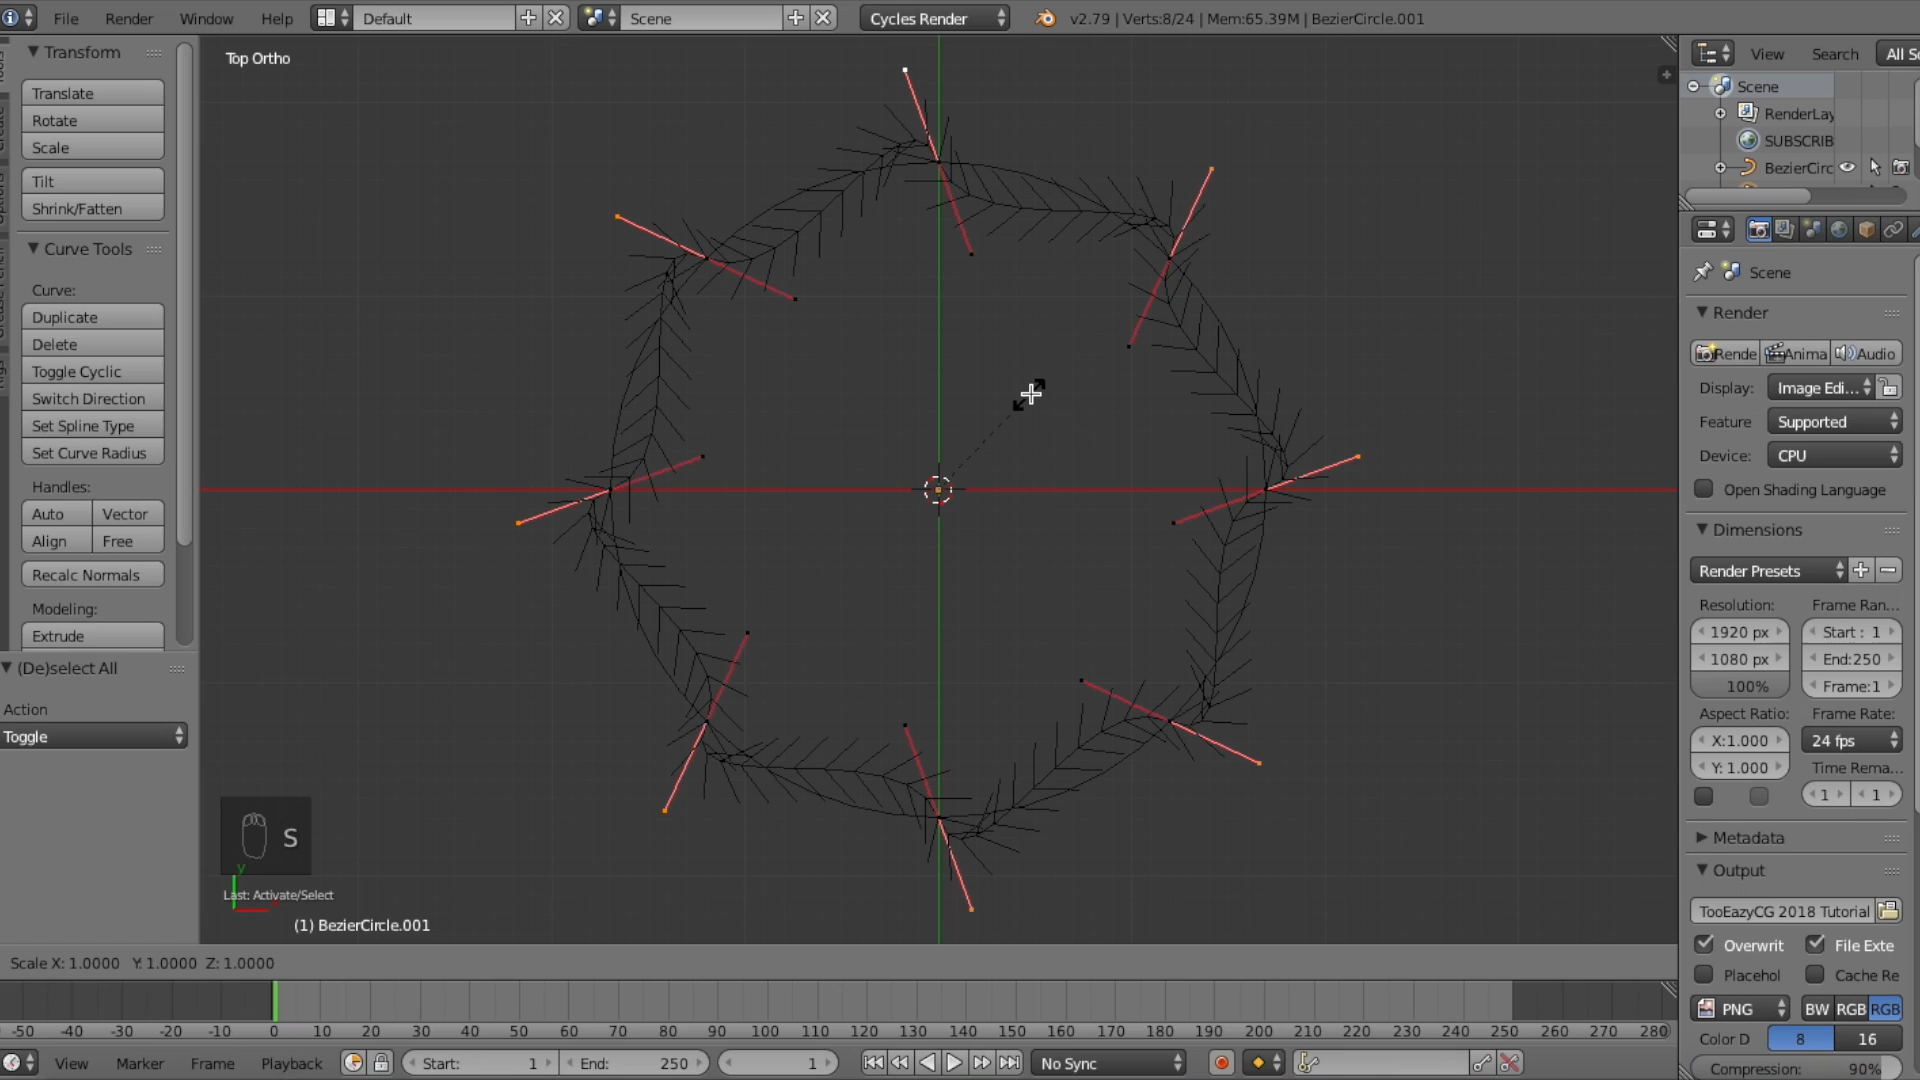 File Render Window Help Default Scene Cycles Render v2.79 | Verts:8/24 | Mem:65.39M | BezierCircle.001
Transform
Translate
Rotate
Scale
Tilt
Shrink/Fatten
Curve Tools
Curve:
Duplicate
Delete
Toggle Cyclic
Switch Direction
Set Spline Type
Set Curve Radius
Handles:
Auto Vector
Align Free
Recalc Normals
Modeling:
Extrude
(De)select All
Action
Toggle
Top Ortho
S
y
Last: Activate/Select
(1) BezierCircle.001
Scale X: 1.0000 Y: 1.0000 Z: 1.0000
View Search All Sc
Scene
RenderLay
SUBSCRIB
BezierCirc
Scene
Render
Rende Anima Audio
Display: Image Edi...
Feature Supported
Device: CPU
Open Shading Language
Dimensions
Render Presets
Resolution: Frame Ran...
1920 px Start : 1
1080 px End:250
100% Frame:1
Aspect Ratio: Frame Rate:
X:1.000 24 fps
Y: 1.000 Time Rema...
1 1
Metadata
Output
TooEazyCG 2018 Tutorial
Overwrit File Exte
Placehol Cache Re
PNG BW RGB RGB
Color D 8 16
Compression: 90%
-50 -40 -30 -20 -10 0 10 20 30 40 50 60 70 80 90 100 110 120 130 140 150 160 170 180 190 200 210 220 230 240 250 260 270 280
View Marker Frame Playback Start: 1 End: 250 1 No Sync